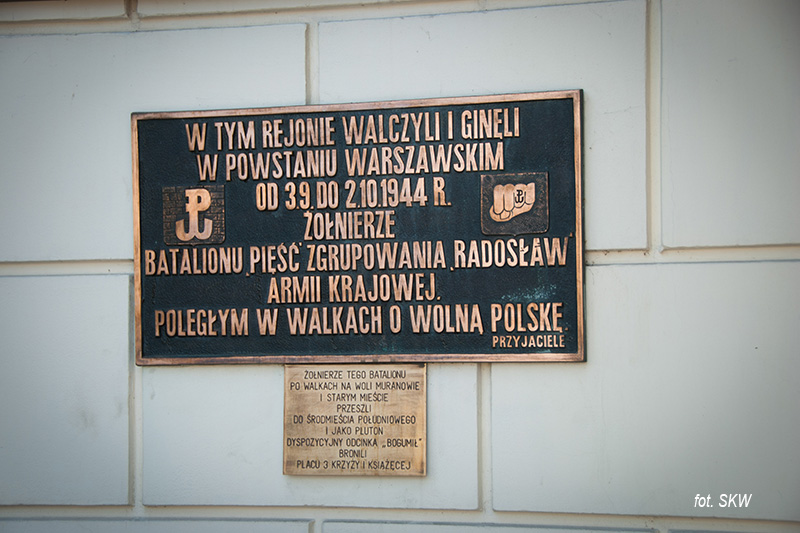 W TYM REJONIE WALCZYLI I GINĘLI
W POWSTANIU WARSZAWSKIM
OD 3.9. DO 2.10.1944 R.
ŻOŁNIERZE
BATALIONU „PIĘŚĆ” ZGRUPOWANIA „RADOSŁAW”
ARMII KRAJOWEJ.
POLEGŁYM W WALKACH O WOLNĄ POLSKĘ
PRZYJACIELE
ŻOŁNIERZE TEGO BATALIONU
PO WALKACH NA WOLI MURANOWIE
I STARYM MIEŚCIE
PRZESZLI
DO ŚRODMIEŚCIA POŁUDNIOWEGO
I JAKO PLUTON
DYSPOZYCYJNY ODCINKA „BOGUMIŁ”
BRONILI
PLACU 3 KRZYŻY I KSIĄŻĘCEJ
fot. SKW